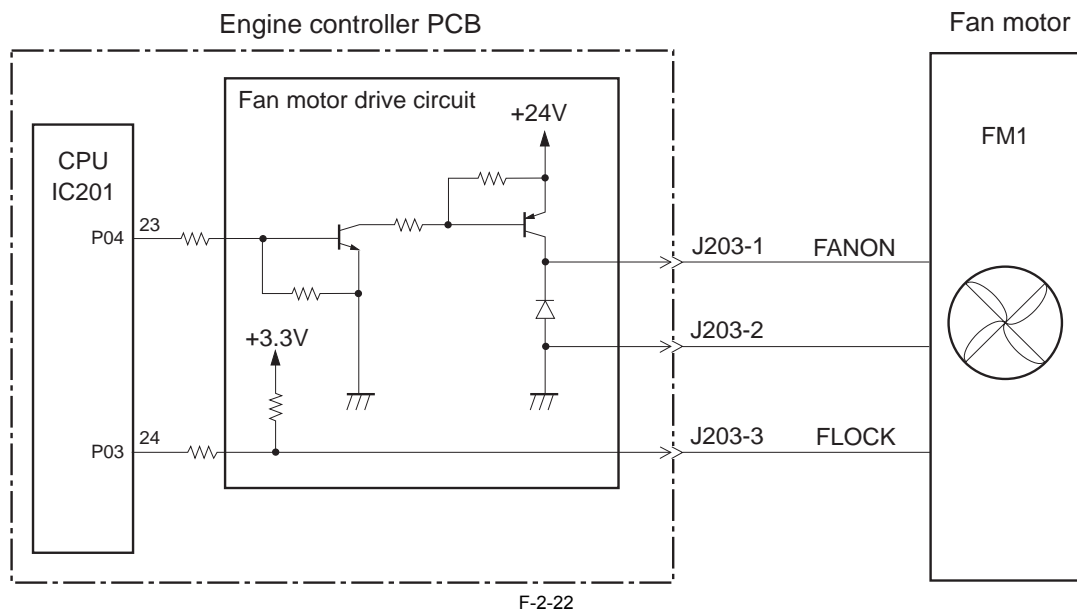 Engine controller PCB
Fan motor
Fan motor drive circuit
+24V
CPU
IC201
FM1
P04
23
J203-1
FANON
+3.3V
J203-2
P03
24
J203-3
FLOCK
F-2-22